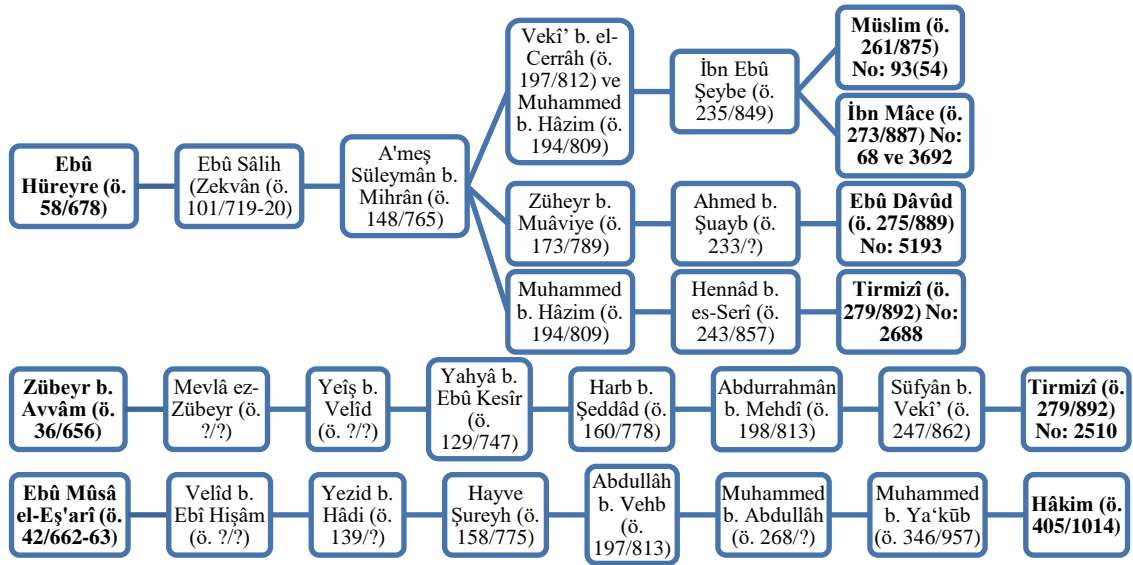 Ebû
Hüreyre (ö.
58/678)
Ebû Sâlih
(Zekvân (ö.
101/719-20)
A'meş
Süleymân b.
Mihrân (ö.
148/765)
Vekî’ b. el-
Cerrâh (ö.
197/812) ve
Muhammed
b. Hâzim (ö.
194/809)
İbn Ebû
Şeybe (ö.
235/849)
Müslim (ö.
261/875)
No: 93(54)
İbn Mâce (ö.
273/887) No:
68 ve 3692
Züheyr b.
Muâviye (ö.
173/789)
Ahmed b.
Şuayb (ö.
233/?)
Ebû Dâvûd
(ö. 275/889)
No: 5193
Muhammed
b. Hâzim (ö.
194/809)
Hennâd b.
es-Serî (ö.
243/857)
Tirmizî (ö.
279/892) No:
2688
Zübeyr b.
Avvâm (ö.
36/656)
Mevlâ ez-
Zübeyr (ö.
?/?)
Yeîş b.
Velîd
(ö. ?/?)
Yahyâ b.
Ebû Kesîr
(ö.
129/747)
Harb b.
Şeddâd (ö.
160/778)
Abdurrahmân
b. Mehdî (ö.
198/813)
Süfyân b.
Vekî’ (ö.
247/862)
Tirmizî (ö.
279/892)
No: 2510
Ebû Mûsâ
el-Eş'arî (ö.
42/662-63)
Velîd b.
Ebî Hişâm
(ö. ?/?)
Yezid b.
Hâdi (ö.
139/?)
Hayve
Şureyh (ö.
158/775)
Abdullâh
b. Vehb
(ö.
197/813)
Muhammed
b. Abdullâh
(ö. 268/?)
Muhammed
b. Ya‘kūb
(ö. 346/957)
Hâkim (ö.
405/1014)